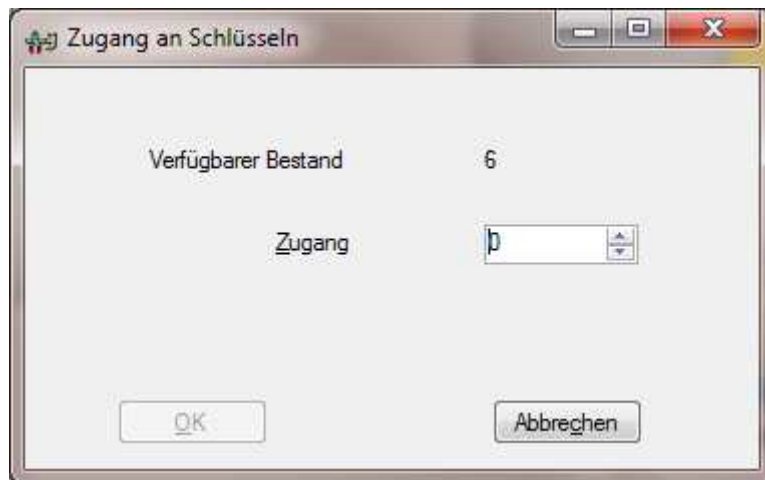 Zugang an Schlüsseln
Verfügbarer Bestand 6
Zugang 0
OK Abbrechen